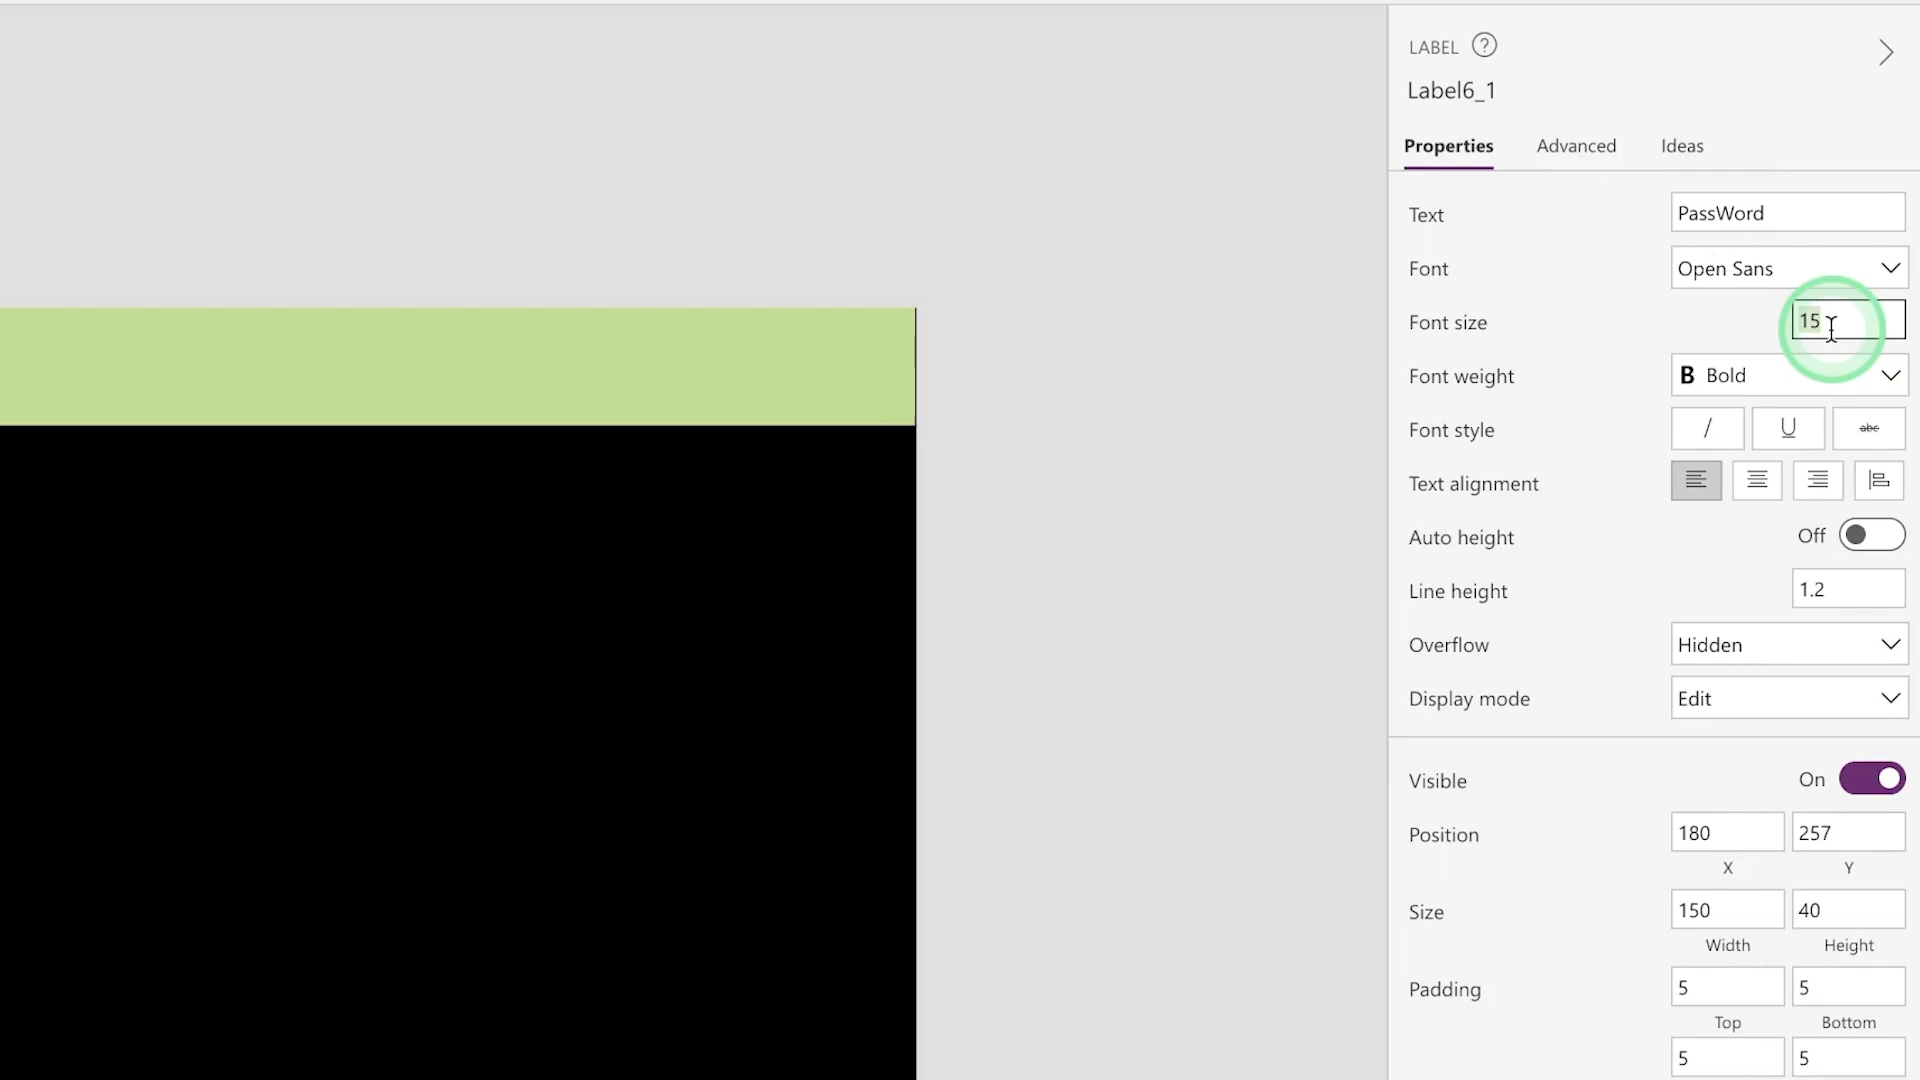 LABEL ?
Label6_1
Properties Advanced Ideas
Text PassWord
Font Open Sans
Font size 15
Font weight B Bold
Font style / U abc
Text alignment
Auto height Off
Line height 1.2
Overflow Hidden
Display mode Edit
Visible On
Position 180 257
X Y
Size 150 40
Width Height
Padding 5 5
Top Bottom
5 5